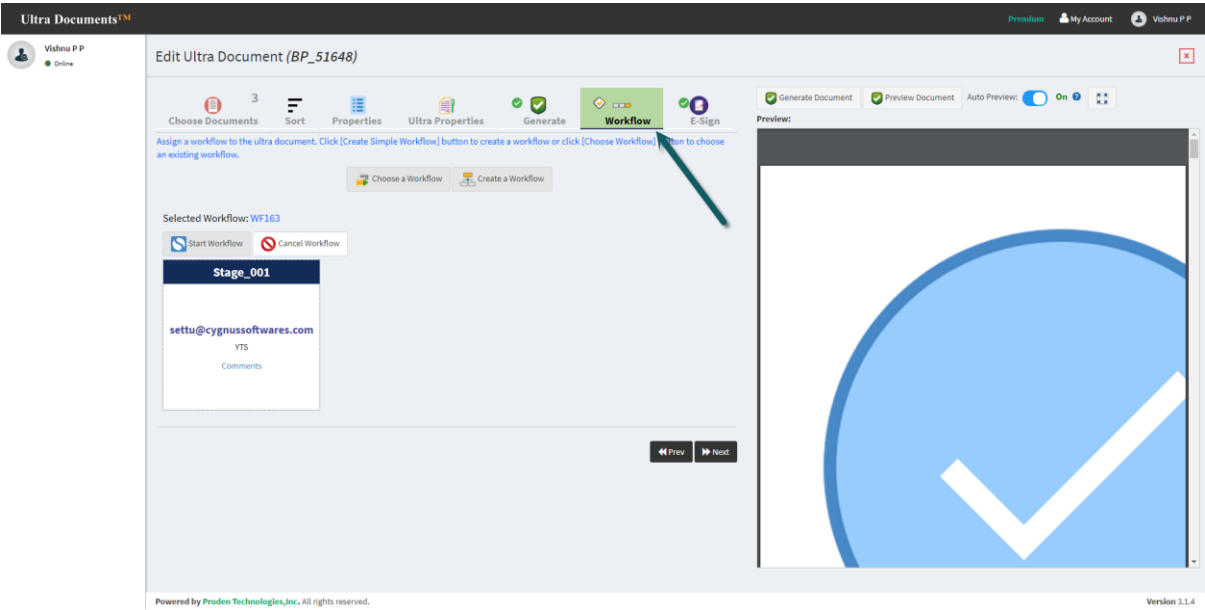 Ultra Documents™
Premium My Account Vishnu P P
Vishnu P P
Online
Edit Ultra Document (BP_51648)
x
3
Choose Documents Sort Properties Ultra Properties Generate Workflow E-Sign
Assign a workflow to the ultra document. Click [Create Simple Workflow] button to create a workflow or click [Choose Workflow] button to choose
an existing workflow.
Choose a Workflow Create a Workflow
Selected Workflow: WF163
Start Workflow Cancel Workflow
Stage_001
settu@cygnussoftwares.com
YTS
Comments
Prev Next
Generate Document Preview Document Auto Preview: On ?
Preview:
Powered by Proden Technologies,Inc. All rights reserved.
Version 3.1.4